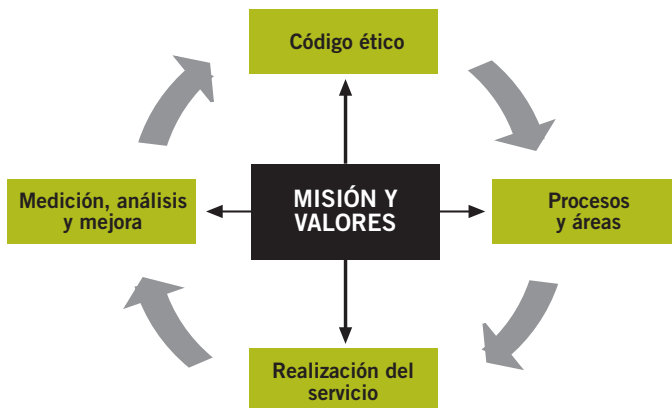 Código ético
Medición, análisis
y mejora
MISIÓN Y
VALORES
Procesos
y áreas
Realización del
servicio